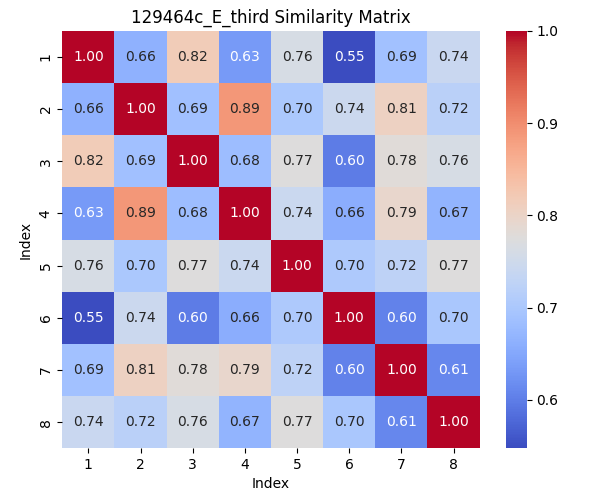 129464c_E_third Similarity Matrix
1 1.00 0.66 0.82 0.63 0.76 0.55 0.69 0.74
2 0.66 1.00 0.69 0.89 0.70 0.74 0.81 0.72
3 0.82 0.69 1.00 0.68 0.77 0.60 0.78 0.76
4 0.63 0.89 0.68 1.00 0.74 0.66 0.79 0.67
5 0.76 0.70 0.77 0.74 1.00 0.70 0.72 0.77
6 0.55 0.74 0.60 0.66 0.70 1.00 0.60 0.70
7 0.69 0.81 0.78 0.79 0.72 0.60 1.00 0.61
8 0.74 0.72 0.76 0.67 0.77 0.70 0.61 1.00
1 2 3 4 5 6 7 8
Index
Index
1.0
0.9
0.8
0.7
0.6